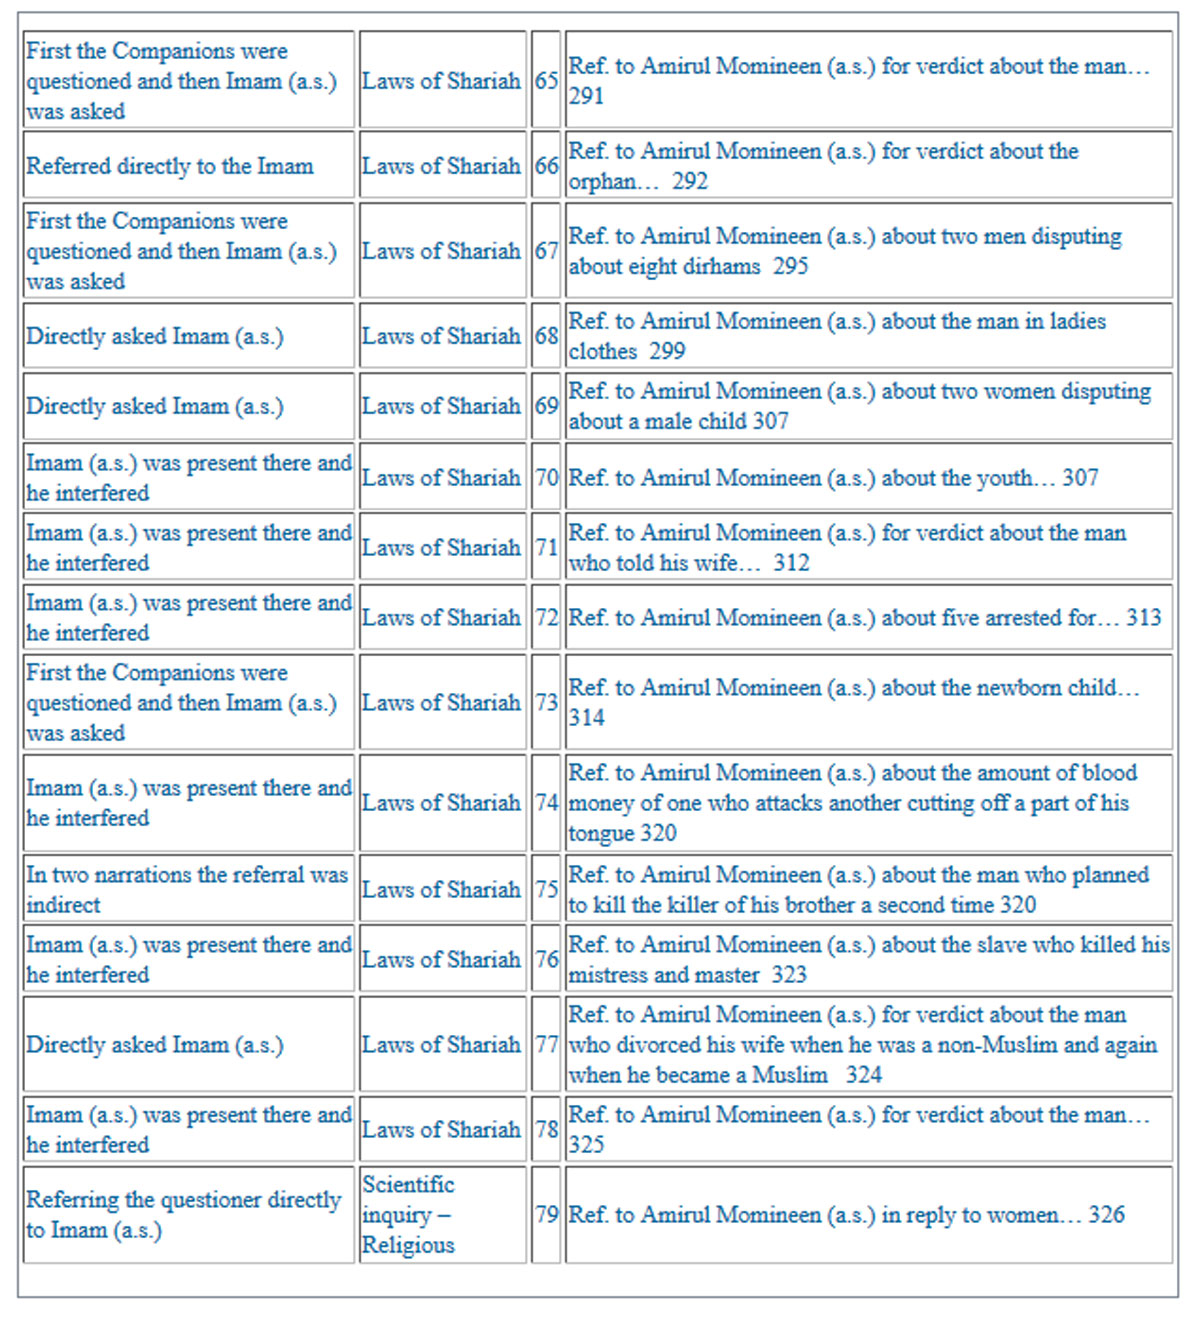 First the Companions were
questioned and then Imam (a.s.)
was asked
Laws of Shariah
65
Ref. to Amirul Momineen (a.s.) for verdict about the man…
291
Referred directly to the Imam
Laws of Shariah
66
Ref. to Amirul Momineen (a.s.) for verdict about the
orphan… 292
First the Companions were
questioned and then Imam (a.s.)
was asked
Laws of Shariah
67
Ref. to Amirul Momineen (a.s.) about two men disputing
about eight dirhams 295
Directly asked Imam (a.s.)
Laws of Shariah
68
Ref. to Amirul Momineen (a.s.) about the man in ladies
clothes 299
Directly asked Imam (a.s.)
Laws of Shariah
69
Ref. to Amirul Momineen (a.s.) about two women disputing
about a male child 307
Imam (a.s.) was present there and
he interfered
Laws of Shariah
70
Ref. to Amirul Momineen (a.s.) about the youth… 307
Imam (a.s.) was present there and
he interfered
Laws of Shariah
71
Ref. to Amirul Momineen (a.s.) for verdict about the man
who told his wife… 312
Imam (a.s.) was present there and
he interfered
Laws of Shariah
72
Ref. to Amirul Momineen (a.s.) about five arrested for… 313
First the Companions were
questioned and then Imam (a.s.)
was asked
Laws of Shariah
73
Ref. to Amirul Momineen (a.s.) about the newborn child…
314
Imam (a.s.) was present there and
he interfered
Laws of Shariah
74
Ref. to Amirul Momineen (a.s.) about the amount of blood
money of one who attacks another cutting off a part of his
tongue 320
In two narrations the referral was
indirect
Laws of Shariah
75
Ref. to Amirul Momineen (a.s.) about the man who planned
to kill the killer of his brother a second time 320
Imam (a.s.) was present there and
he interfered
Laws of Shariah
76
Ref. to Amirul Momineen (a.s.) about the slave who killed his
mistress and master 323
Directly asked Imam (a.s.)
Laws of Shariah
77
Ref. to Amirul Momineen (a.s.) for verdict about the man
who divorced his wife when he was a non-Muslim and again
when he became a Muslim 324
Imam (a.s.) was present there and
he interfered
Laws of Shariah
78
Ref. to Amirul Momineen (a.s.) for verdict about the man…
325
Referring the questioner directly
to Imam (a.s.)
Scientific
inquiry –
Religious
79
Ref. to Amirul Momineen (a.s.) in reply to women… 326